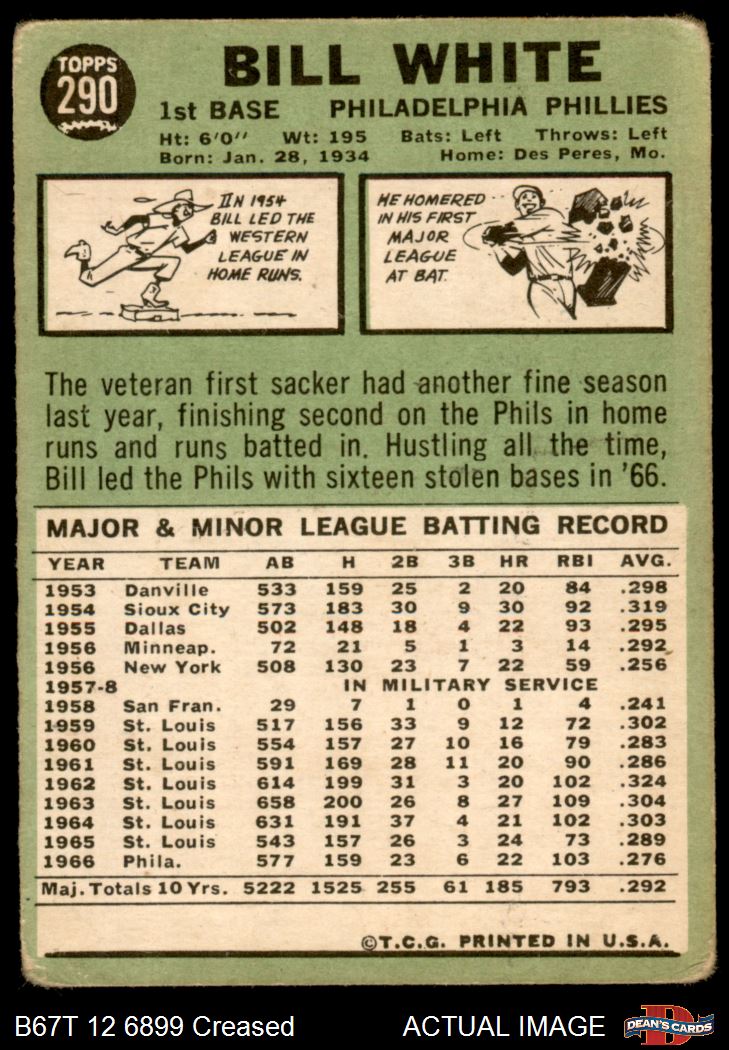 TOPPS
290
BILL WHITE
1st BASE PHILADELPHIA PHILLIES
Ht: 6'0" Wt: 195 Bats: Left Throws: Left
Born: Jan. 28, 1934 Home: Des Peres, Mo.
IN 1954
BILL LED THE
WESTERN
LEAGUE IN
HOME RUNS.
HE HOMERED
IN HIS FIRST
MAJOR
LEAGUE
AT BAT.
The veteran first sacker had another fine season
last year, finishing second on the Phils in home
runs and runs batted in. Hustling all the time,
Bill led the Phils with sixteen stolen bases in '66.
MAJOR & MINOR LEAGUE BATTING RECORD
YEAR TEAM AB H 2B 3B HR RBI AVG.
1953 Danville 533 159 25 2 20 84 .298
1954 Sioux City 573 183 30 9 30 92 .319
1955 Dallas 502 148 18 4 22 93 .295
1956 Minneap. 72 21 5 1 3 14 .292
1956 New York 508 130 23 7 22 59 .256
1957-8 IN MILITARY SERVICE
1958 San Fran. 29 7 1 0 1 4 .241
1959 St. Louis 517 156 33 9 12 72 .302
1960 St. Louis 554 157 27 10 16 79 .283
1961 St. Louis 591 169 28 11 20 90 .286
1962 St. Louis 614 199 31 3 20 102 .324
1963 St. Louis 658 200 26 8 27 109 .304
1964 St. Louis 631 191 37 4 21 102 .303
1965 St. Louis 543 157 26 3 24 73 .289
1966 Phila. 577 159 23 6 22 103 .276
Maj. Totals 10 Yrs. 5222 1525 255 61 185 793 .292
©T.C.G. PRINTED IN U.S.A.
B67T 12 6899 Creased ACTUAL IMAGE
DEAN'S CARDS